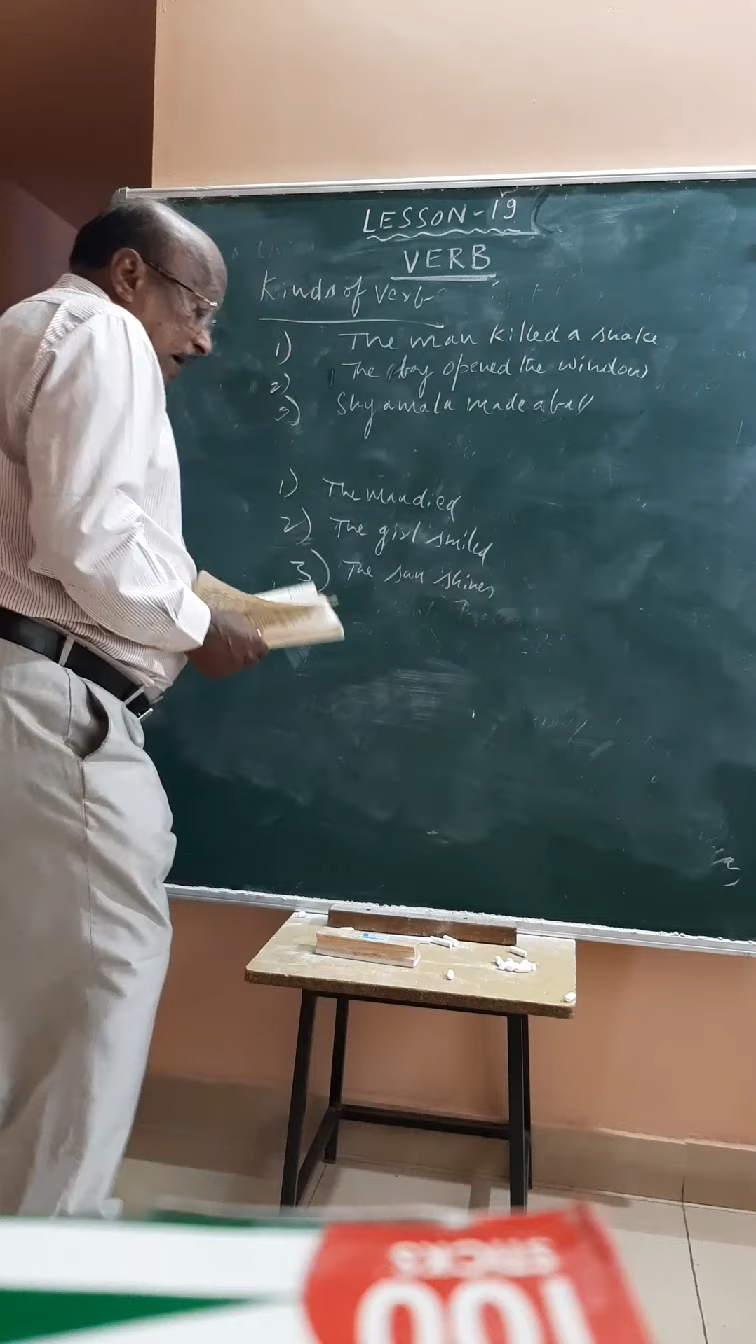 LESSON-19
VERB
Kinds of Verb
1) The man killed a snake
2) The boy opened the window
3) Shyamala made a ball
1) The man died
2) The girl smiled
3) The sun shines
STICKS
100